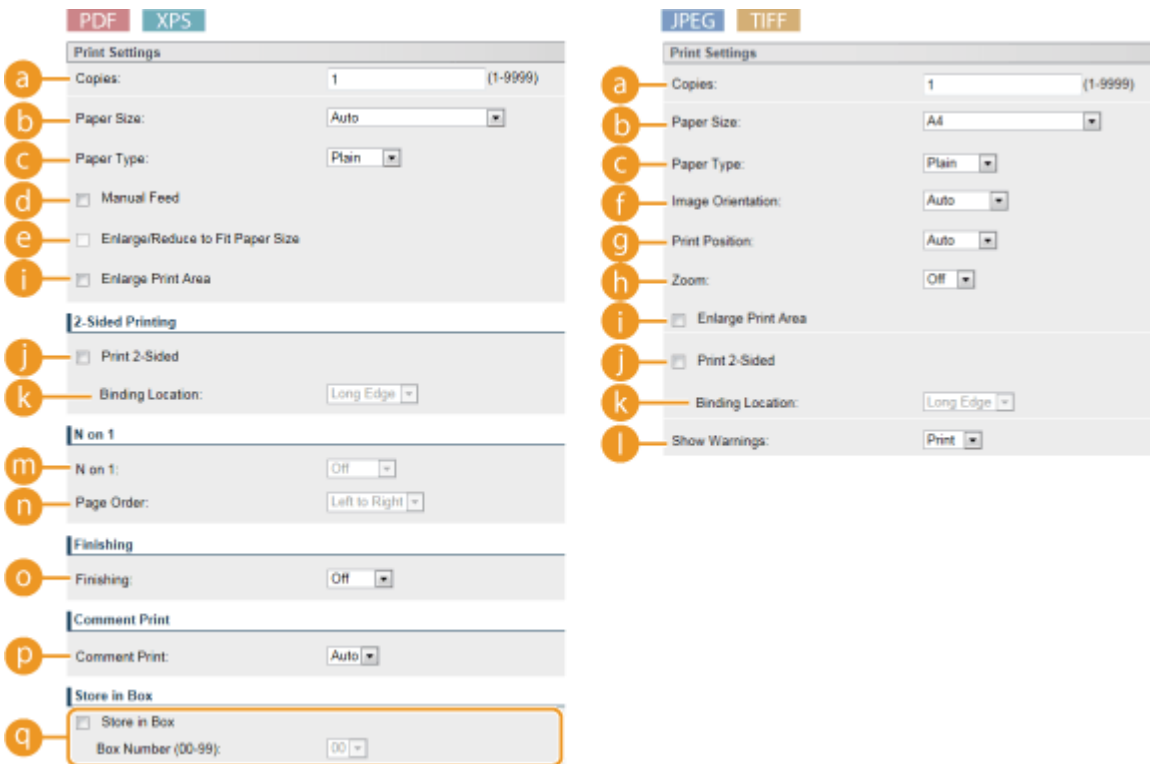 PDF XPS
Print Settings
a Copies: 1 (1-9999)
b Paper Size: Auto
c Paper Type: Plain
d Manual Feed
e Enlarge/Reduce to Fit Paper Size
i Enlarge Print Area
2-Sided Printing
j Print 2-Sided
k Binding Location: Long Edge
N on 1
m N on 1: Off
n Page Order: Left to Right
Finishing
o Finishing: Off
Comment Print
p Comment Print: Auto
Store in Box
q Store in Box
Box Number (00-99): 00
JPEG TIFF
Print Settings
a Copies: 1 (1-9999)
b Paper Size: A4
c Paper Type: Plain
f Image Orientation: Auto
g Print Position: Auto
h Zoom: Off
i Enlarge Print Area
j Print 2-Sided
k Binding Location: Long Edge
l Show Warnings: Print